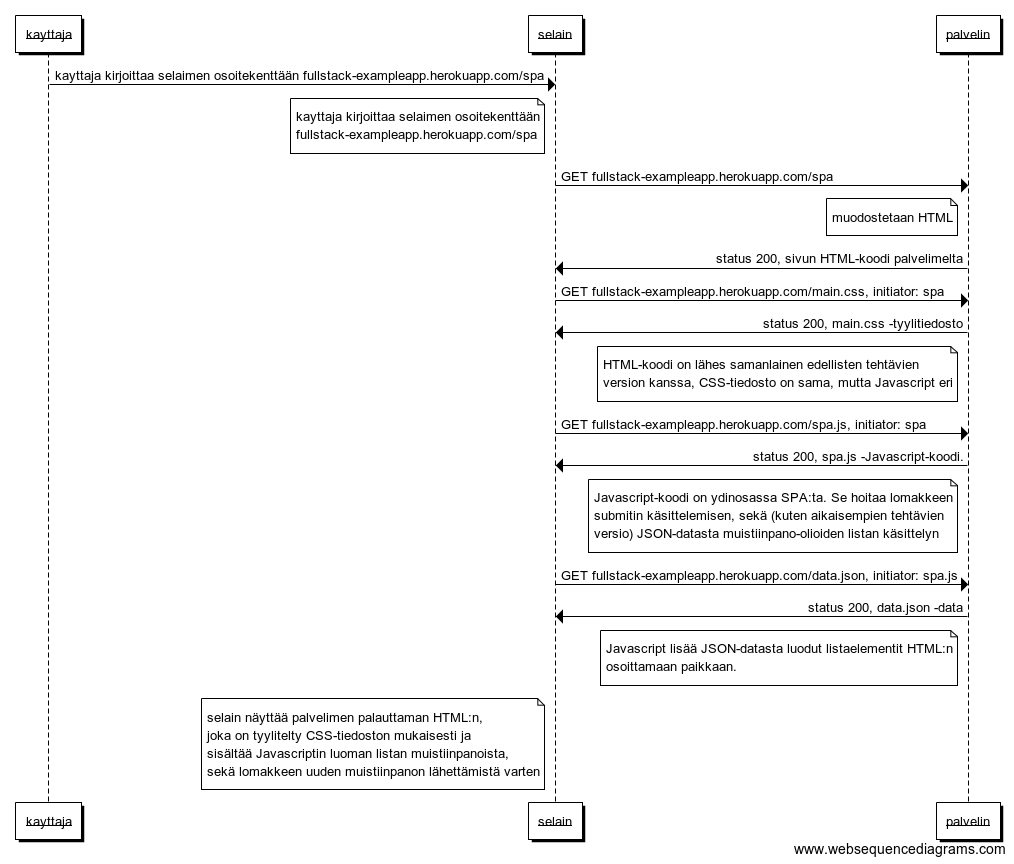 kayttaja
selain
palvelin
kayttaja kirjoittaa selaimen osoitekenttään fullstack-exampleapp.herokuapp.com/spa
kayttaja kirjoittaa selaimen osoitekenttään
fullstack-exampleapp.herokuapp.com/spa
GET fullstack-exampleapp.herokuapp.com/spa
muodostetaan HTML
status 200, sivun HTML-koodi palvelimelta
GET fullstack-exampleapp.herokuapp.com/main.css, initiator: spa
status 200, main.css -tyylitiedosto
HTML-koodi on lähes samanlainen edellisten tehtävien
version kanssa, CSS-tiedosto on sama, mutta Javascript eri
GET fullstack-exampleapp.herokuapp.com/spa.js, initiator: spa
status 200, spa.js -Javascript-koodi.
Javascript-koodi on ydinosassa SPA:ta. Se hoitaa lomakkeen
submitin käsittelemisen, sekä (kuten aikaisempien tehtävien
versio) JSON-datasta muistiinpano-olioiden listan käsittelyn
GET fullstack-exampleapp.herokuapp.com/data.json, initiator: spa.js
status 200, data.json -data
Javascript lisää JSON-datasta luodut listaelementit HTML:n
osoittamaan paikkaan.
selain näyttää palvelimen palauttaman HTML:n,
joka on tyylitelty CSS-tiedoston mukaisesti ja
sisältää Javascriptin luoman listan muistiinpanoista,
sekä lomakkeen uuden muistiinpanon lähettämistä varten
kayttaja
selain
palvelin
www.websequencediagrams.com